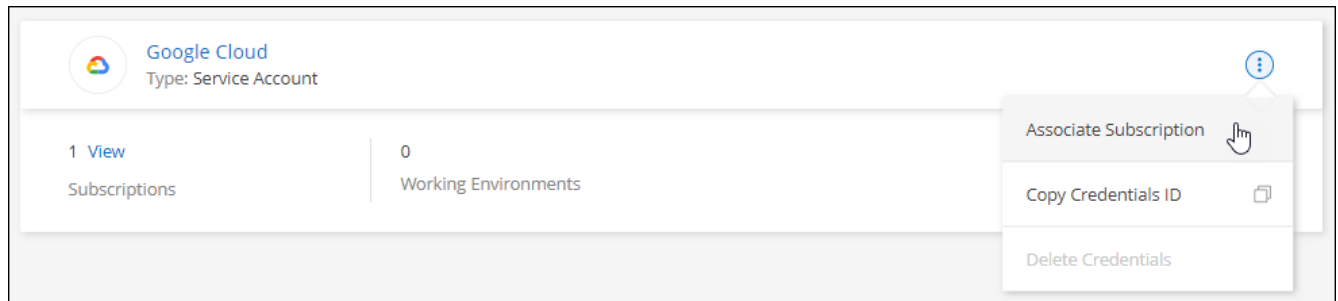 Google Cloud
Type: Service Account
Associate Subscription
1 View
0
Subscriptions
Working Environments
Copy Credentials ID
Delete Credentials